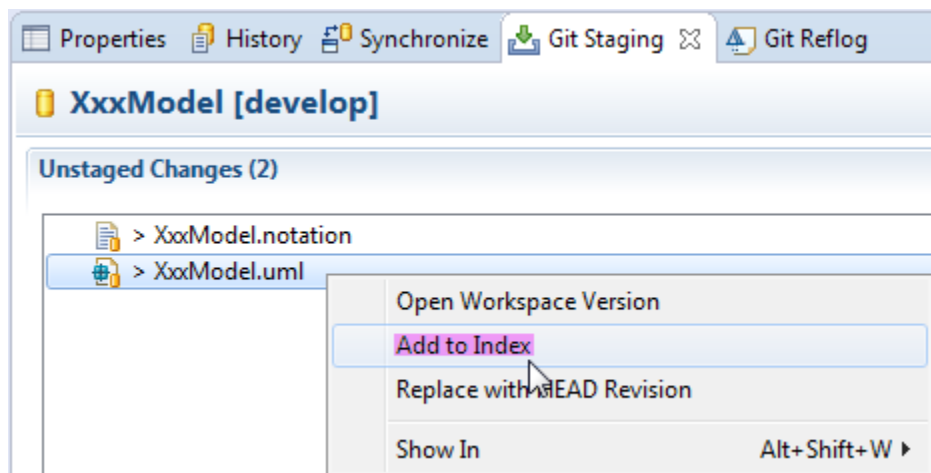 Properties History Synchronize Git Staging Git Reflog
XxxModel [develop]
Unstaged Changes (2)
> XxxModel.notation
> XxxModel.uml
Open Workspace Version
Add to Index
Replace with HEAD Revision
Show In Alt+Shift+W